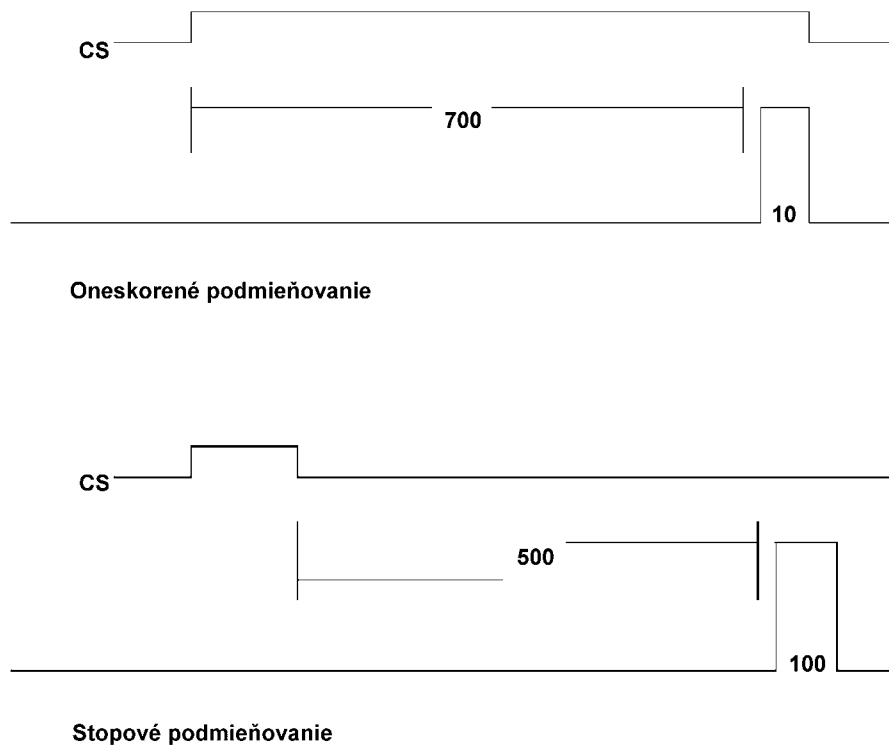 CS
700
10
Oneskorené podmieňovanie
CS
500
100
Stopové podmieňovanie